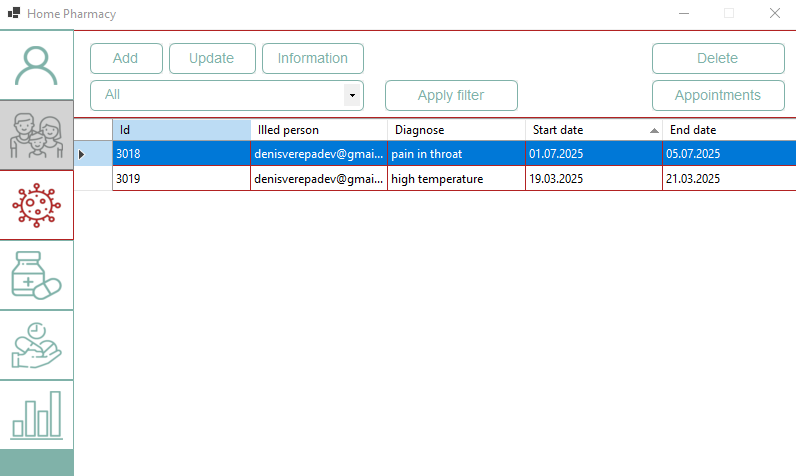 Home Pharmacy
Add Update Information Delete
All Apply filter Appointments
Id Illed person Diagnose Start date End date
3018 denisverepadev@gmai... pain in throat 01.07.2025 05.07.2025
3019 denisverepadev@gmai... high temperature 19.03.2025 21.03.2025